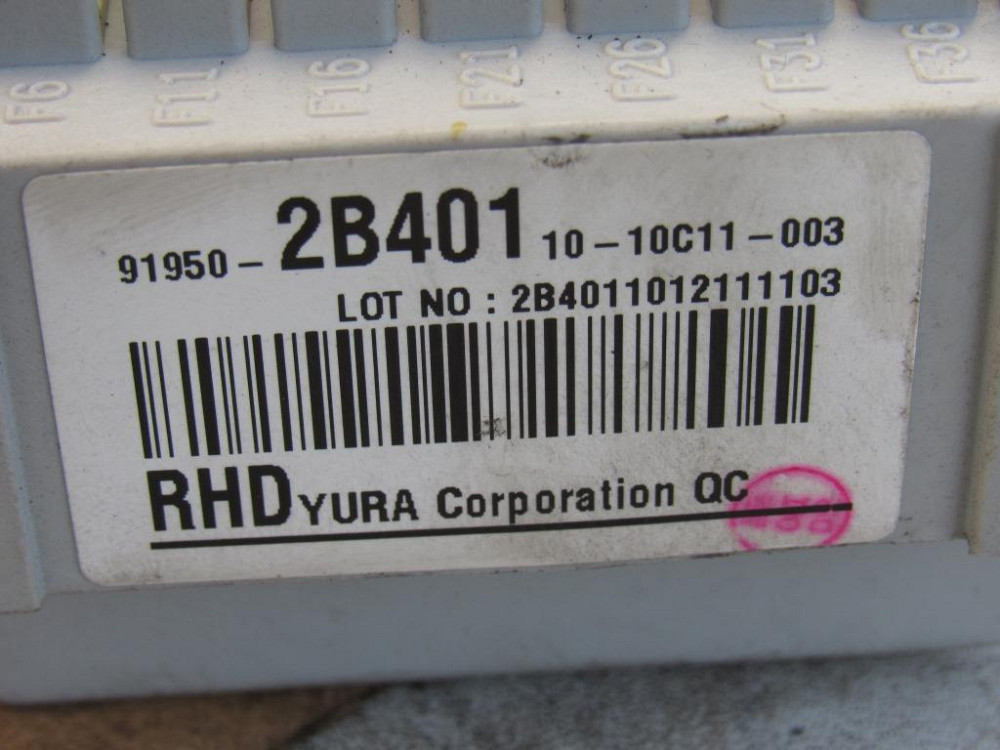 F6 F11 F16 F21 F26 F31 F36
91950-2B401 10-10C11-003
LOT NO : 2B4011012111103
RHD YURA Corporation QC